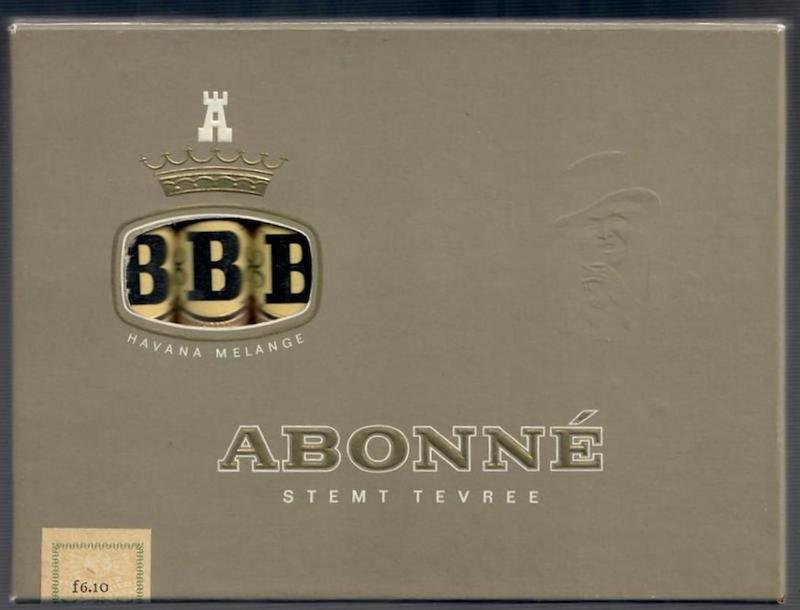 A
BBB
HAVANA MELANGE
ABONNÉ
STEMT TEVREE
f6.10